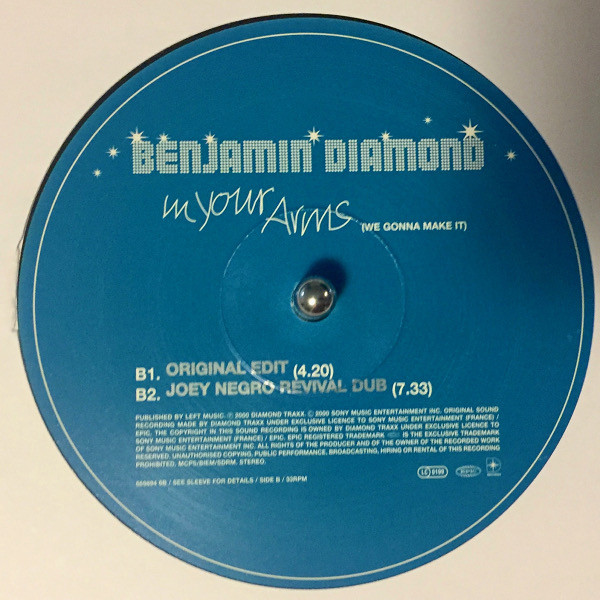 BENJAMIN DIAMOND
in your Arms (WE GONNA MAKE IT)
B1. ORIGINAL EDIT (4.20)
B2. JOEY NEGRO REVIVAL DUB (7.33)
PUBLISHED BY LEFT MUSIC. ℗ 2000 DIAMOND TRAXX © 2000 SONY MUSIC ENTERTAINMENT INC. ORIGINAL SOUND
RECORDING MADE BY DIAMOND TRAXX UNDER EXCLUSIVE LICENCE TO SONY MUSIC ENTERTAINMENT (FRANCE) /
EPIC. THE COPYRIGHT IN THIS SOUND RECORDING IS OWNED BY DIAMOND TRAXX UNDER EXCLUSIVE LICENCE TO
SONY MUSIC ENTERTAINMENT (FRANCE) / EPIC. EPIC REGISTERED TRADEMARK IS THE EXCLUSIVE TRADEMARK
OF SONY MUSIC ENTERTAINMENT INC ALL RIGHTS OF THE PRODUCER AND OF THE OWNER OF THE RECORDED WORK
RESERVED. UNAUTHORISED COPYING, PUBLIC PERFORMANCE, BROADCASTING, HIRING OR RENTAL OF THIS RECORDING
PROHIBITED. MCPS/BIEM/SDRM. STEREO.
6B / SEE SLEEVE FOR DETAILS / SIDE B / 33RPM
LC 0199 EPIC